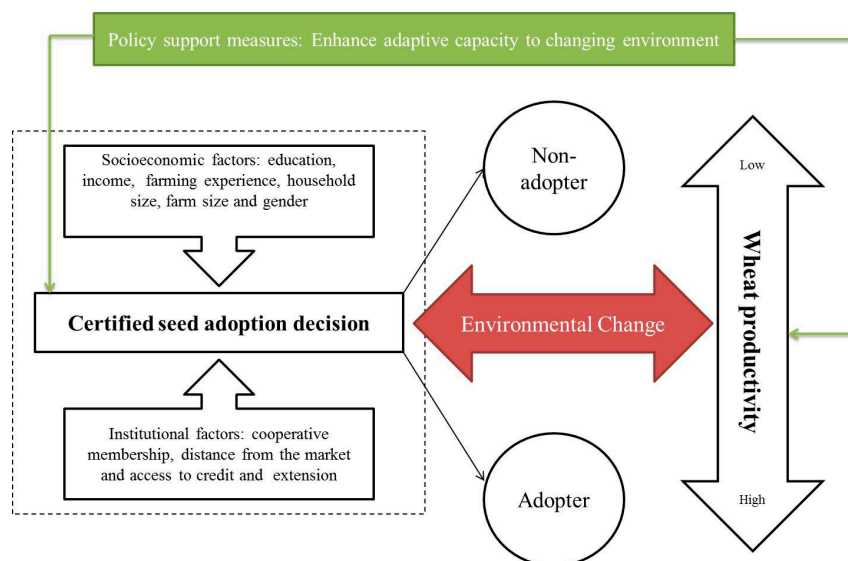 Policy support measures: Enhance adaptive capacity to changing environment
Socioeconomic factors: education,
income, farming experience, household
size, farm size and gender
Non-
adopter
Low
Certified seed adoption decision
Environmental Change
Wheat productivity
Institutional factors: cooperative
membership, distance from the market
and access to credit and extension
Adopter
High